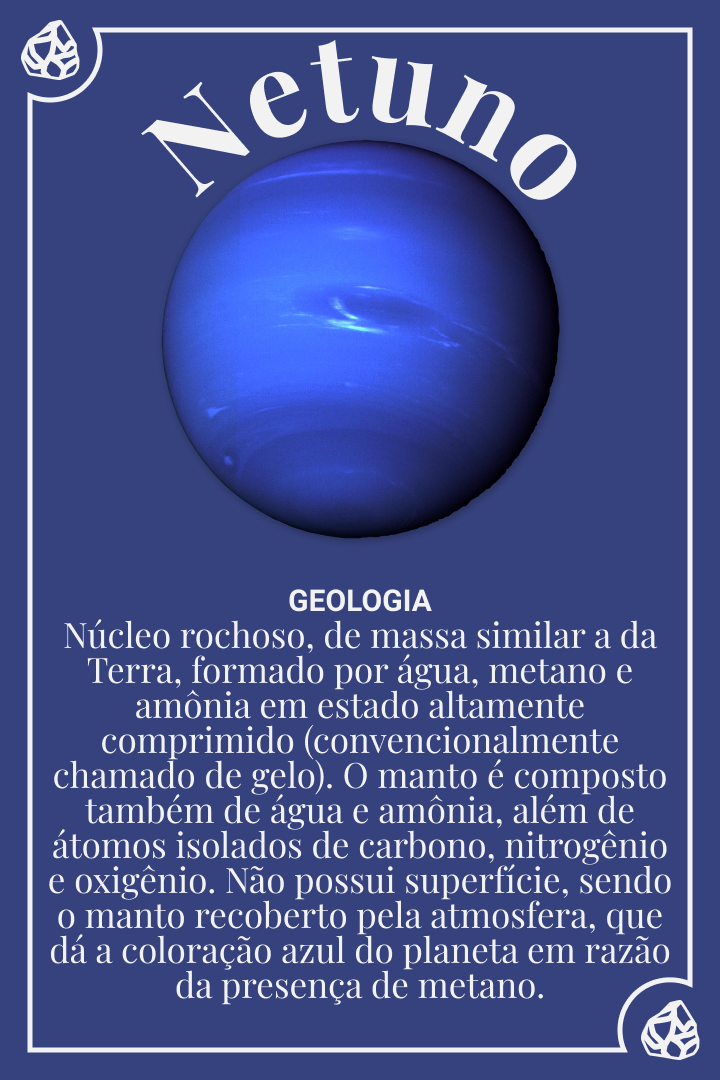 Netuno
GEOLOGIA
Núcleo rochoso, de massa similar a da
Terra, formado por água, metano e
amônia em estado altamente
comprimido (convencionalmente
chamado de gelo). O manto é composto
também de água e amônia, além de
átomos isolados de carbono, nitrogênio
e oxigênio. Não possui superfície, sendo
o manto recoberto pela atmosfera, que
dá a coloração azul do planeta em razão
da presença de metano.